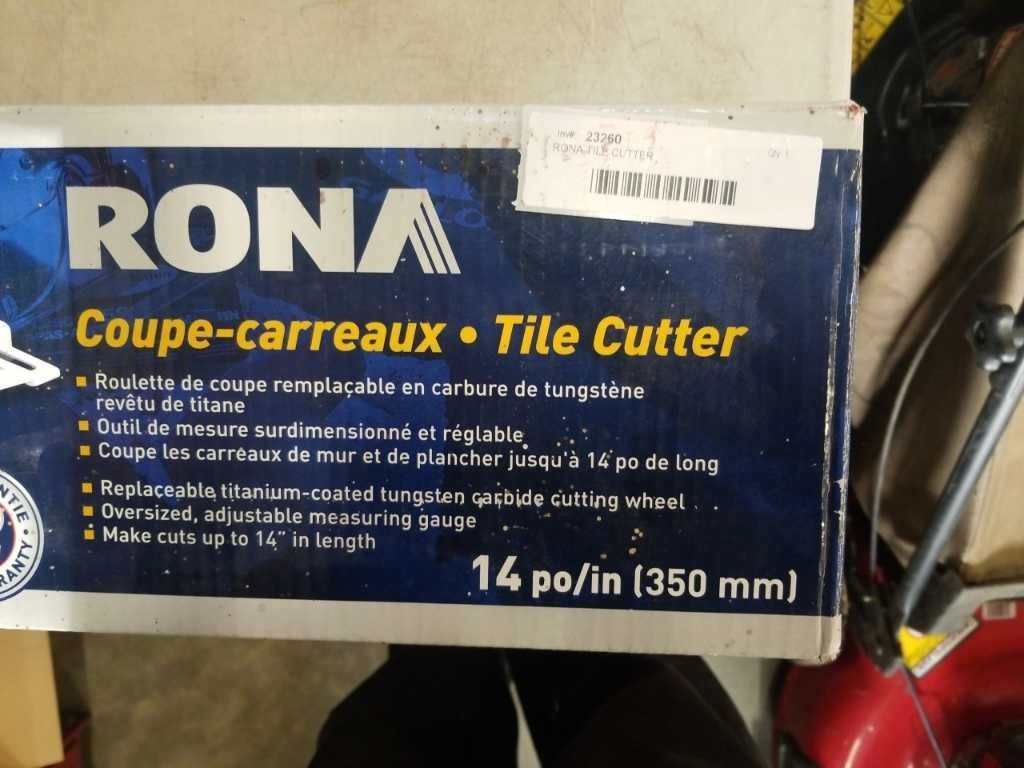 Inv#: 23260
RONA TILE CUTTER
Qty: 1
RONA
Coupe-carreaux • Tile Cutter
Roulette de coupe remplaçable en carbure de tungstène
revêtu de titane
Outil de mesure surdimensionné et réglable
Coupe les carreaux de mur et de plancher jusqu'à 14 po de long
Replaceable titanium-coated tungsten carbide cutting wheel
Oversized, adjustable measuring gauge
Make cuts up to 14" in length
14 po/in (350 mm)